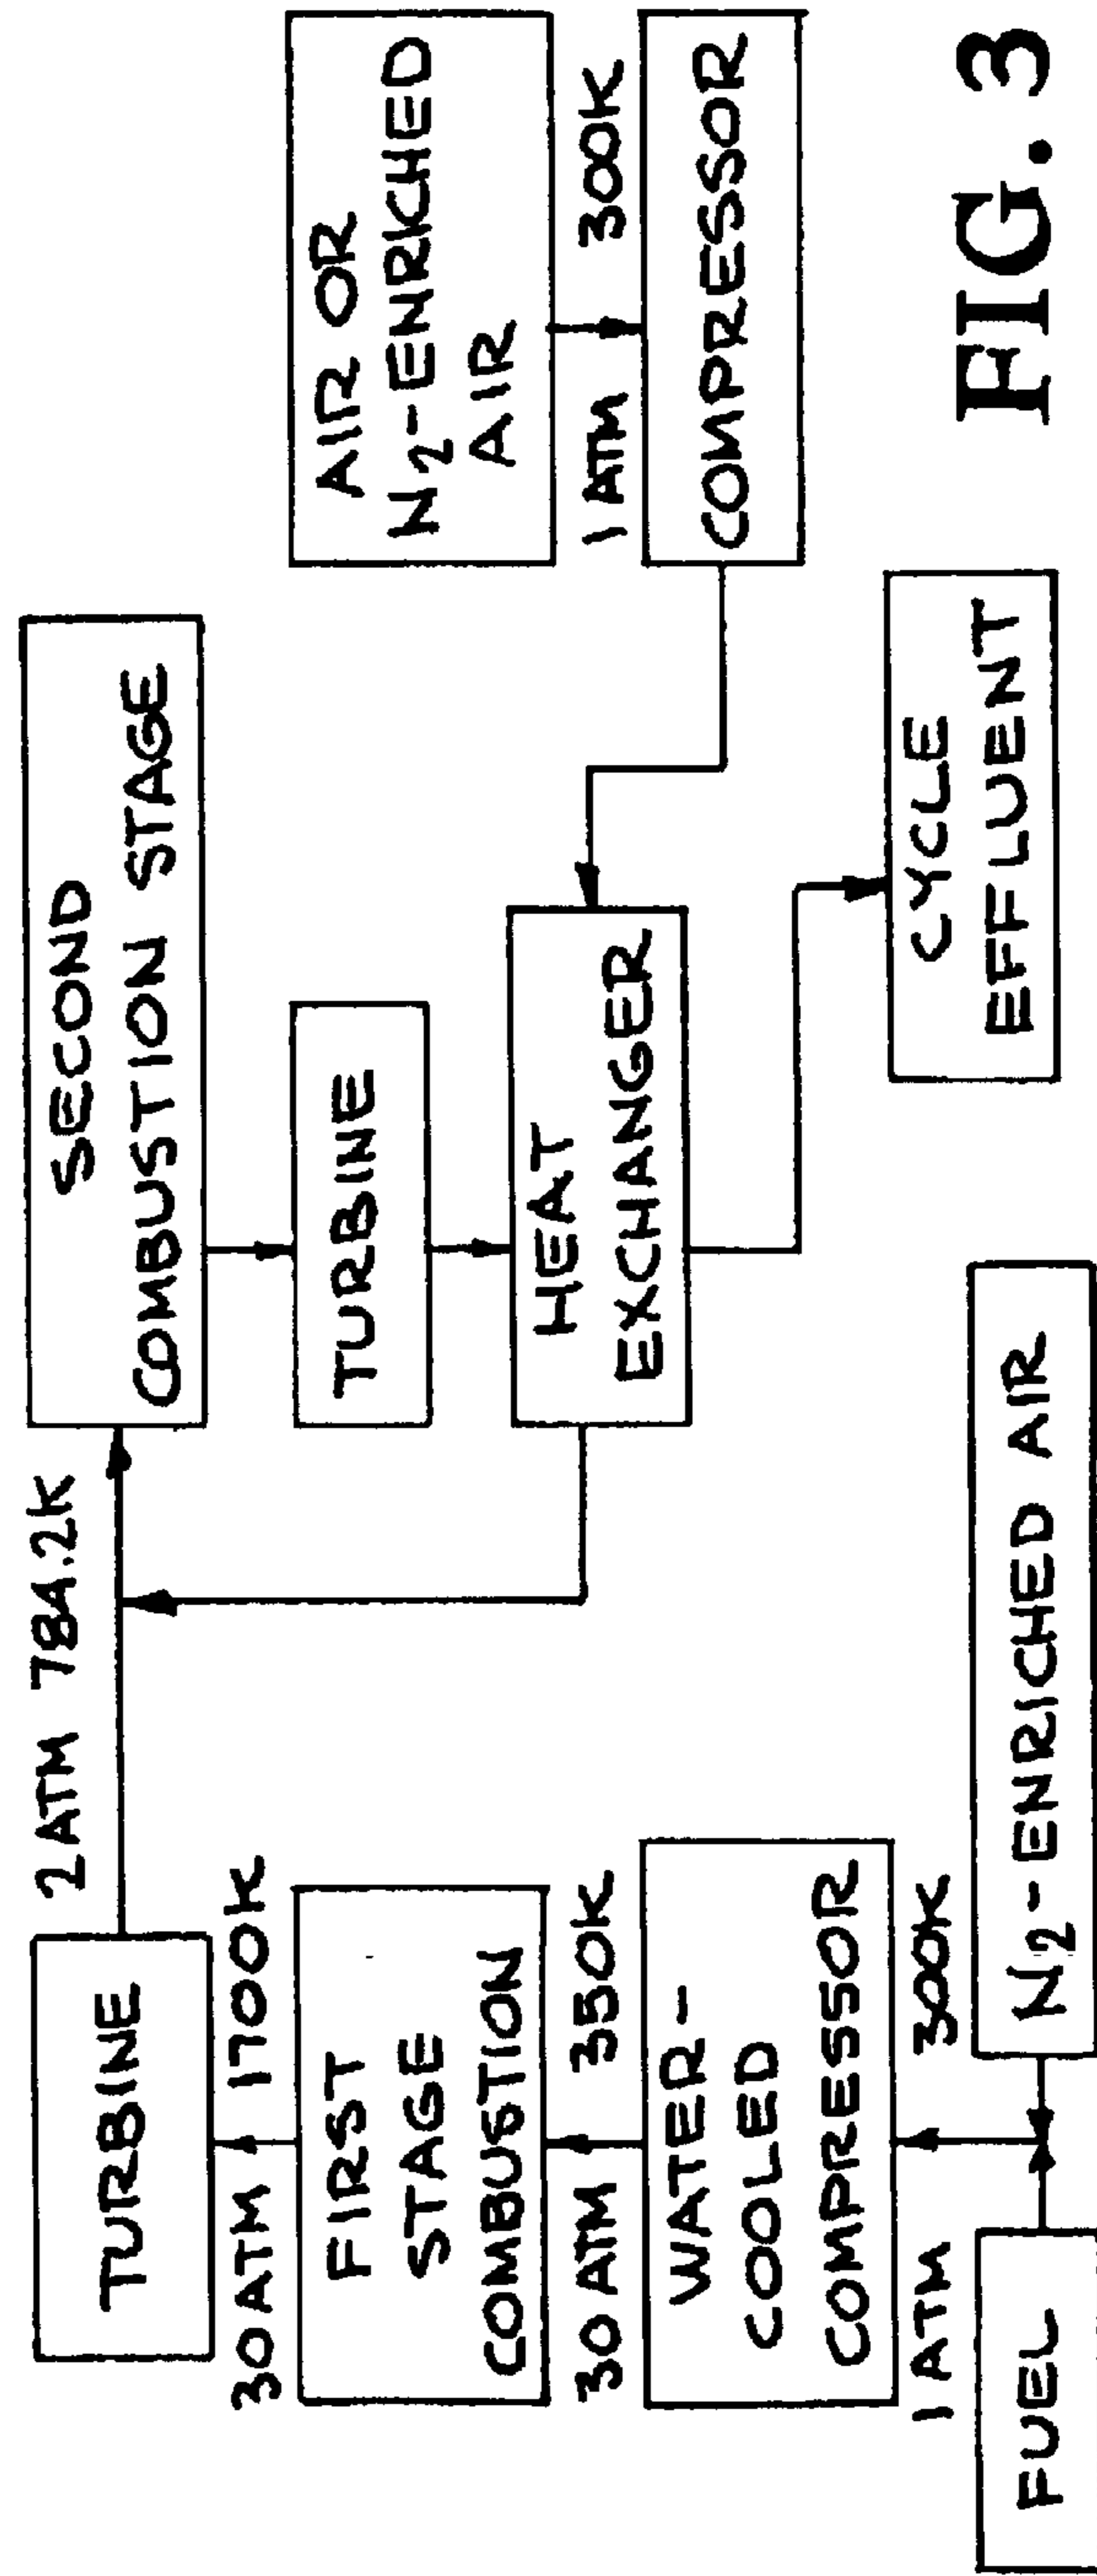 2 ATM 784.2K
TURBINE
SECOND
COMBUSTION STAGE
30 ATM 1700K
TURBINE
AIR OR
N₂-ENRICHED
AIR
FIRST
STAGE
COMBUSTION
HEAT
EXCHANGER
30 ATM 350K
1 ATM 300K
WATER-
COOLED
COMPRESSOR
COMPRESSOR
1 ATM 300K
CYCLE
EFFLUENT
FUEL
N₂-ENRICHED AIR
FIG. 3